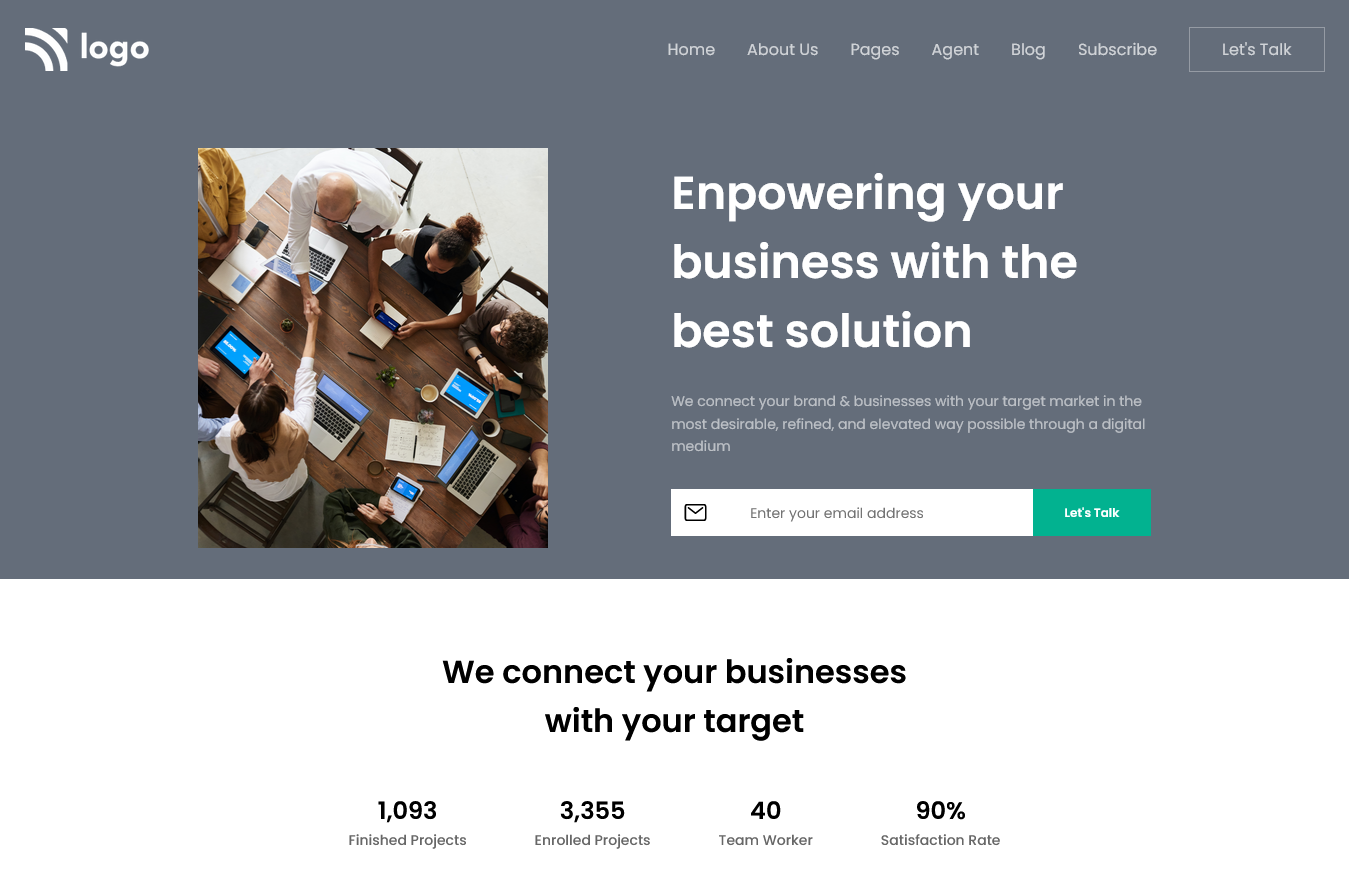 logo
Home About Us Pages Agent Blog Subscribe Let's Talk
Enpowering your
business with the
best solution
We connect your brand & businesses with your target market in the
most desirable, refined, and elevated way possible through a digital
medium
Enter your email address Let's Talk
We connect your businesses
with your target
1,093 3,355 40 90%
Finished Projects Enrolled Projects Team Worker Satisfaction Rate